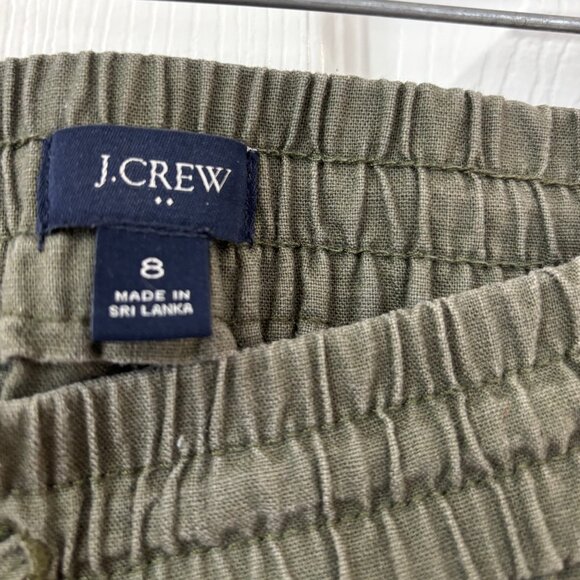 J.CREW
8
MADE IN
SRI LANKA